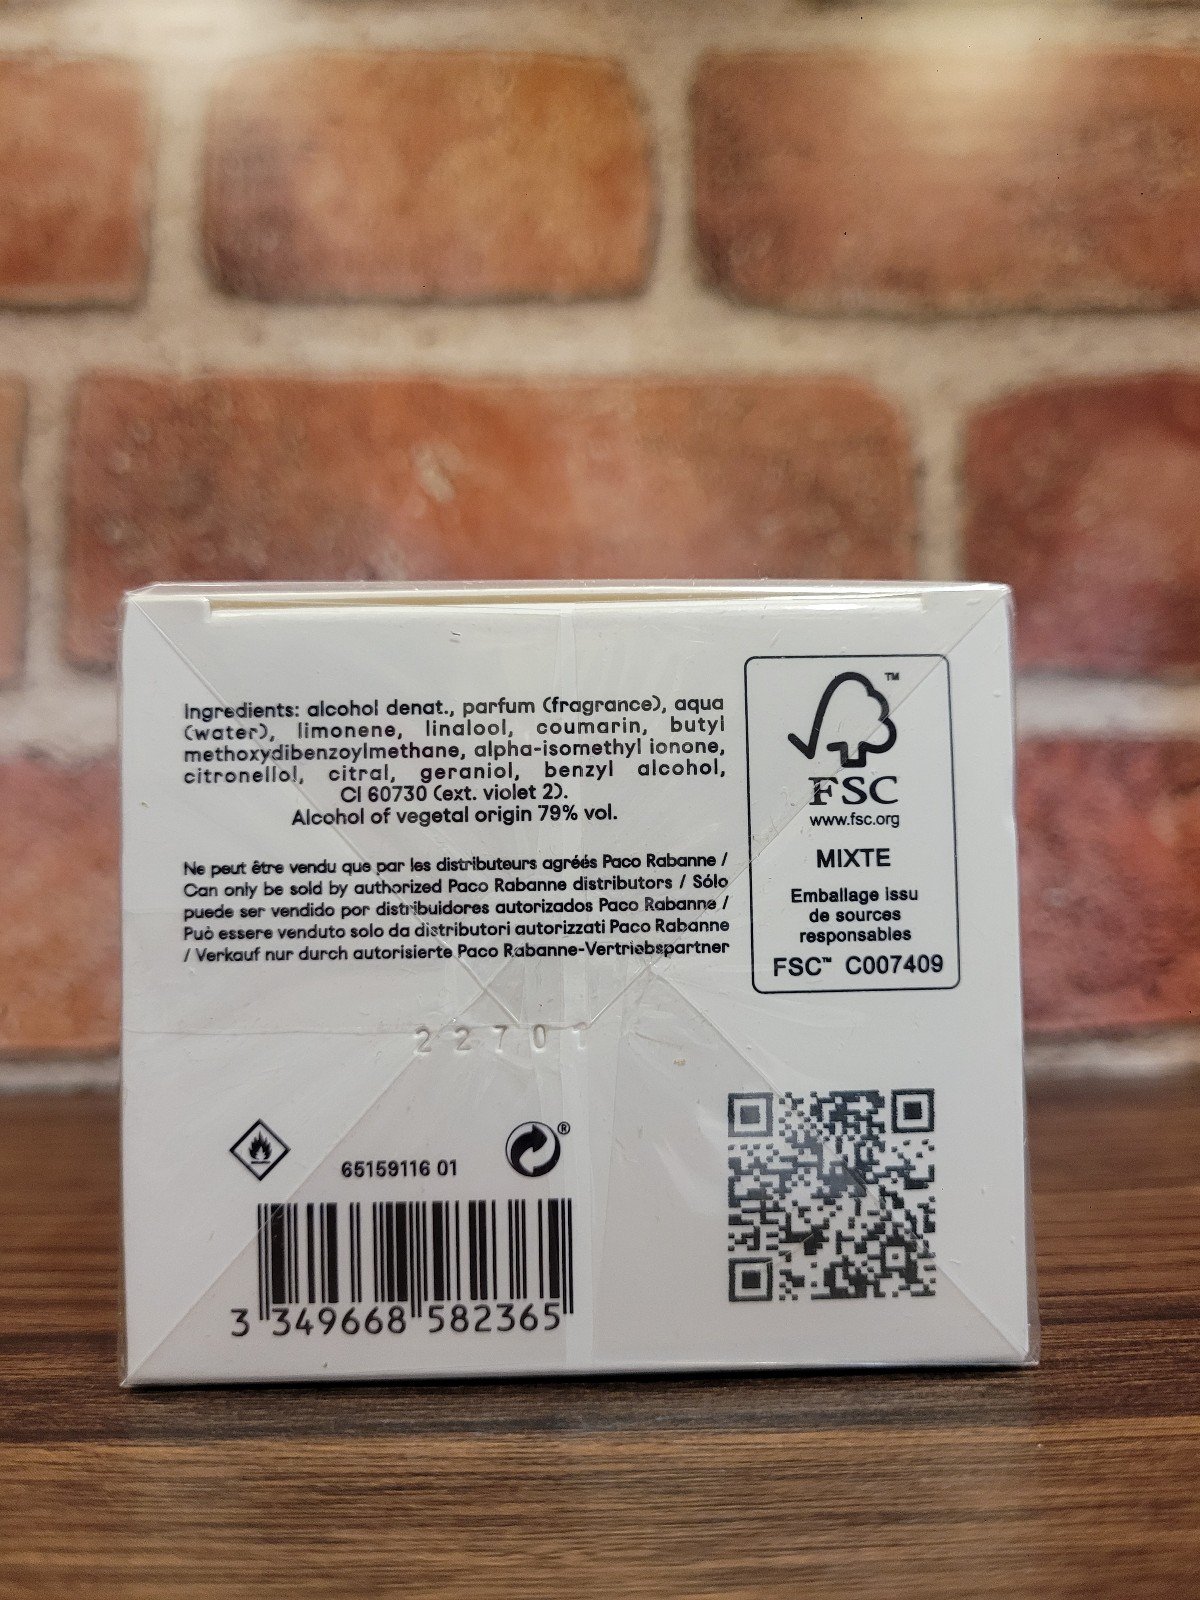 Ingredients: alcohol denat., parfum (fragrance), aqua
(water), limonene, linalool, coumarin, butyl
methoxydibenzoylmethane, alpha-isomethyl ionone,
citronellol, citral, geraniol, benzyl alcohol,
CI 60730 (ext. violet 2).
Alcohol of vegetal origin 79% vol.
Ne peut être vendu que par les distributeurs agréés Paco Rabanne /
Can only be sold by authorized Paco Rabanne distributors / Sólo
puede ser vendido por distribuidores autorizados Paco Rabanne /
Può essere venduto solo da distributori autorizzati Paco Rabanne
/ Verkauf nur durch autorisierte Paco Rabanne-Vertriebspartner
™
FSC
www.fsc.org
MIXTE
Emballage issu
de sources
responsables
FSC™ C007409
22701
®
65159116 01
3 349668 582365